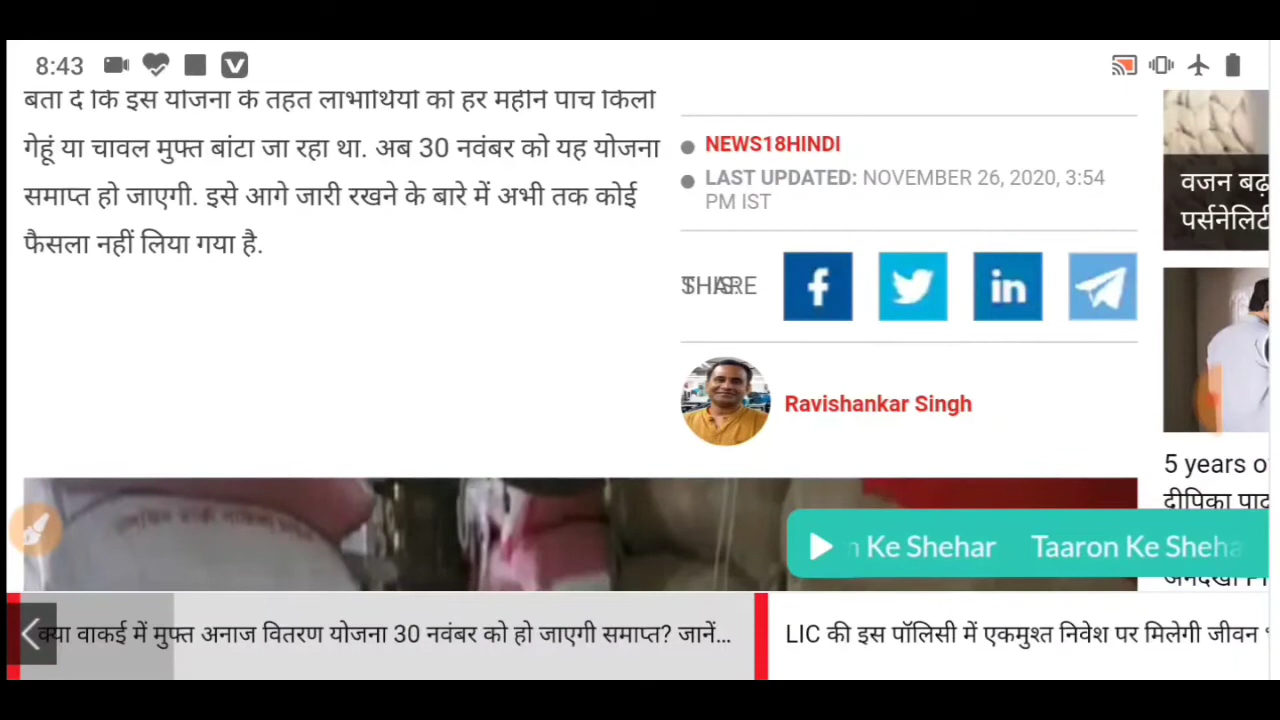 8:43
बता दें कि इस योजना के तहत लाभार्थियों को हर महीने पांच किलो
गेहूं या चावल मुफ्त बांटा जा रहा था. अब 30 नवंबर को यह योजना
समाप्त हो जाएगी. इसे आगे जारी रखने के बारे में अभी तक कोई
फैसला नहीं लिया गया है.
NEWS18HINDI
LAST UPDATED: NOVEMBER 26, 2020, 3:54
PM IST
SHARE THIS:
Ravishankar Singh
वजन बढ़
पर्सनेलिटी
5 years o
दीपिका पादु
n Ke Shehar Taaron Ke Sheha
क्या वाकई में मुफ्त अनाज वितरण योजना 30 नवंबर को हो जाएगी समाप्त? जानें...
LIC की इस पॉलिसी में एकमुश्त निवेश पर मिलेगी जीवन